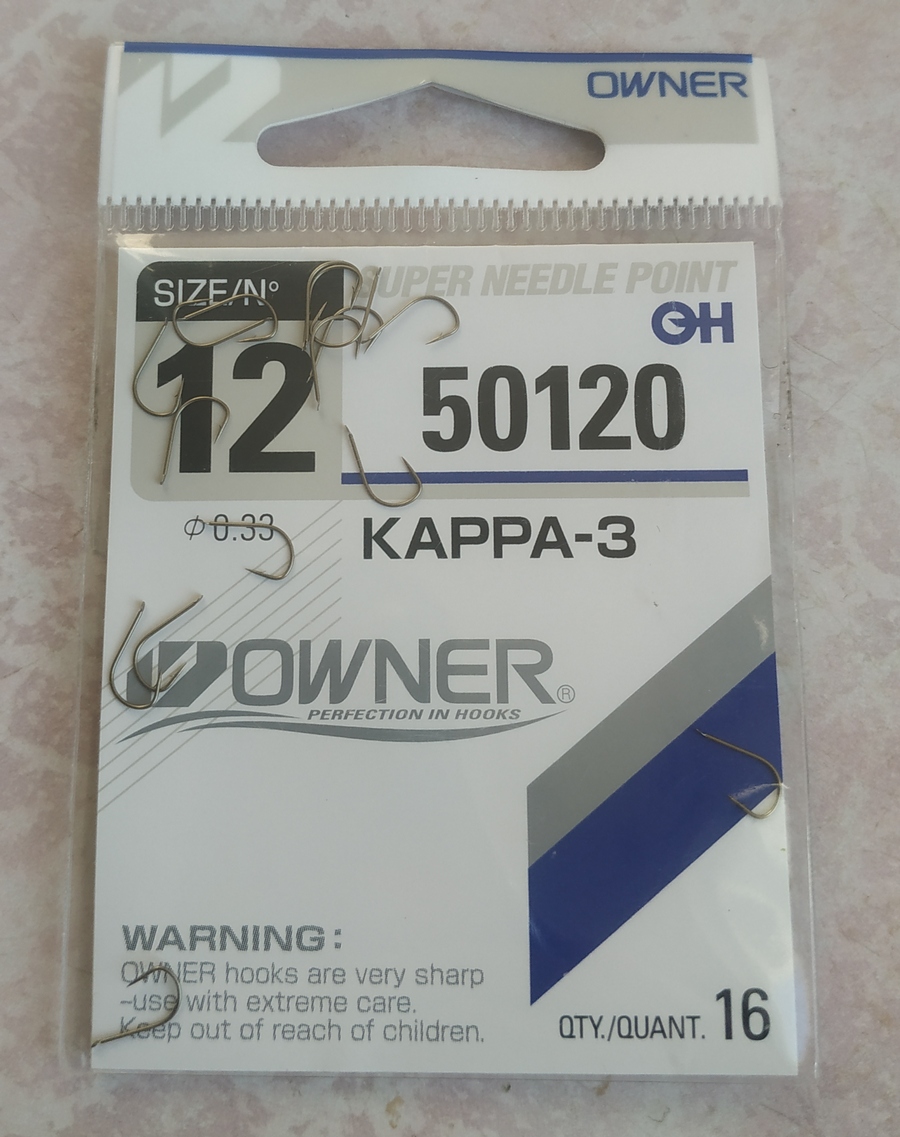 OWNER
SIZE/Nº
SUPER NEEDLE POINT
OH
12
50120
φ 0.33
KAPPA-3
OWNER®
PERFECTION IN HOOKS
WARNING:
OWNER hooks are very sharp
~use with extreme care.
Keep out of reach of children.
QTY./QUANT. 16